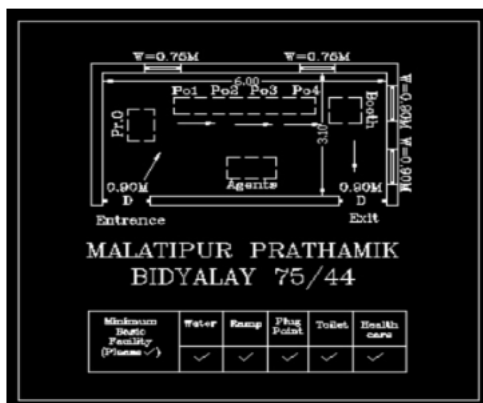 W=0.75M W=0.75M
6.00
Po1 Po2 Po3 Po4
Pr.O
Booth
3.10
W=0.80M
W=0.90M
Agents
0.90M 0.90M
D D
Entrance Exit
MALATIPUR PRATHAMIK
BIDYALAY 75/44
Minimum Basic Facility (Please ✓) Water Ramp Plug Point Toilet Health care
✓ ✓ ✓ ✓ ✓